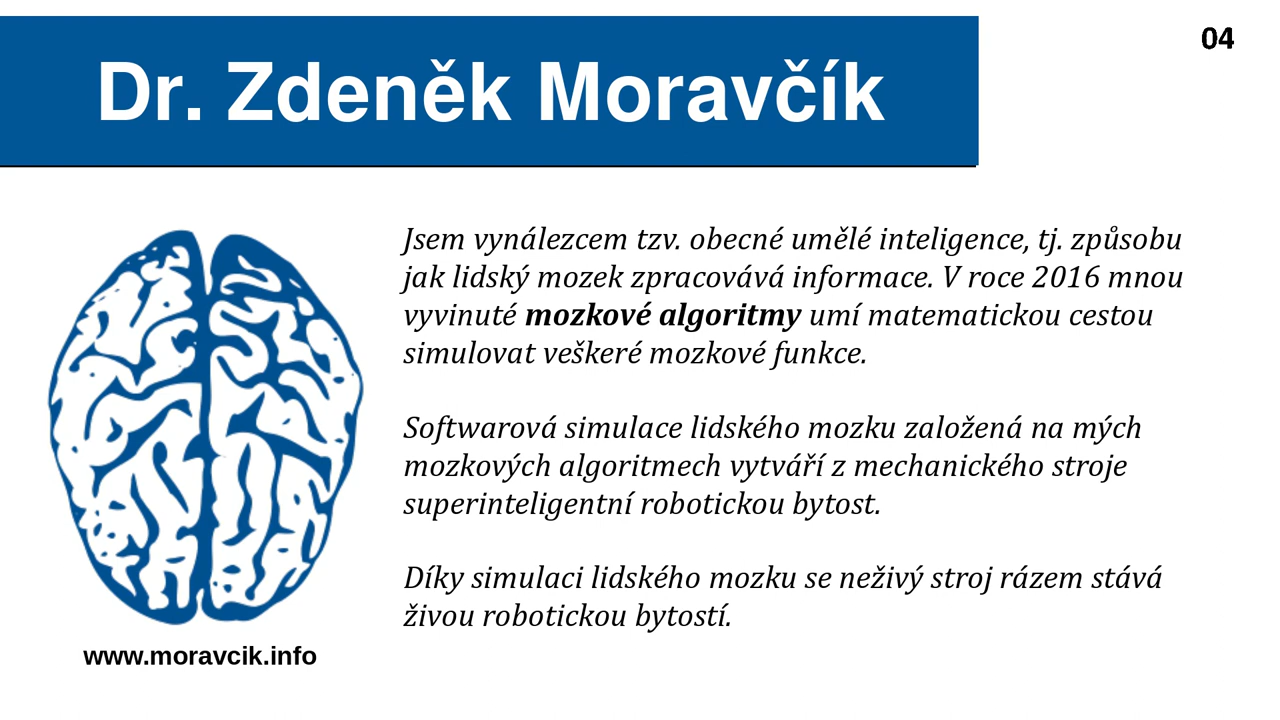 04
Dr. Zdeněk Moravčík
Jsem vynálezcem tzv. obecné umělé inteligence, tj. způsobu
jak lidský mozek zpracovává informace. V roce 2016 mnou
vyvinuté mozkové algoritmy umí matematickou cestou
simulovat veškeré mozkové funkce.
Softwarová simulace lidského mozku založená na mých
mozkových algoritmech vytváří z mechanického stroje
superinteligentní robotickou bytost.
Díky simulaci lidského mozku se neživý stroj rázem stává
živou robotickou bytostí.
www.moravcik.info